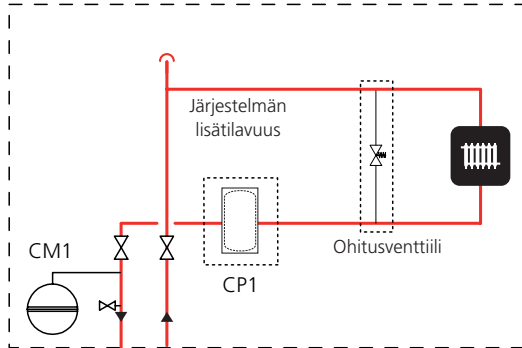 Järjestelmän
lisätilavuus
Ohitusventtiili
CM1
CP1